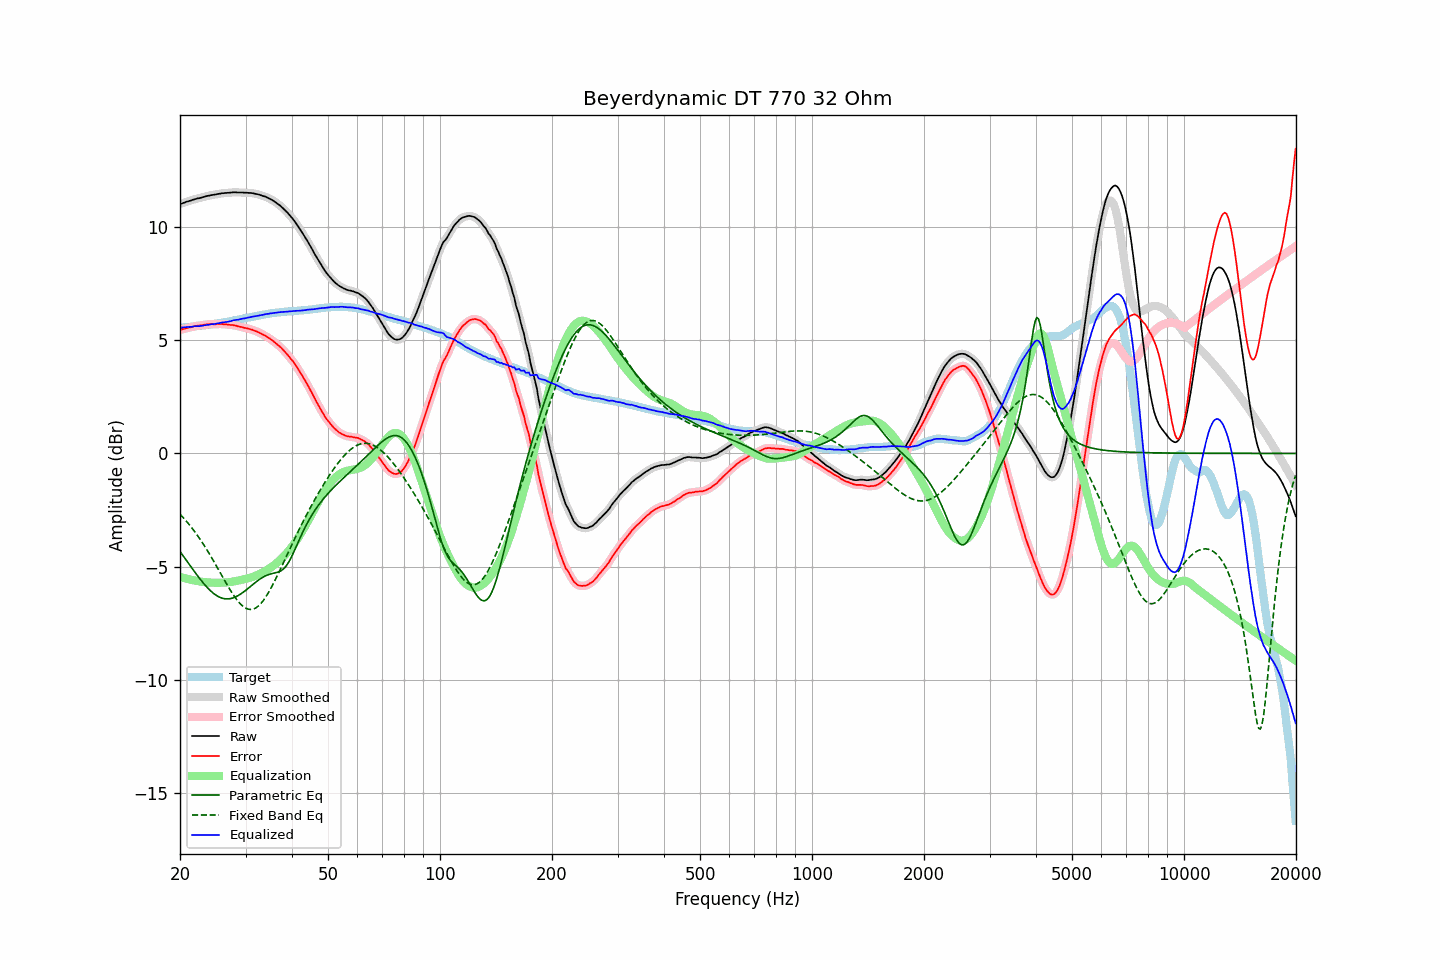 Beyerdynamic DT 770 32 Ohm
Amplitude (dBr)
10
5
0
−5
−10
−15
Target
Raw Smoothed
Error Smoothed
Raw
Error
Equalization
Parametric Eq
Fixed Band Eq
Equalized
20 50 100 200 500 1000 2000 5000 10000 20000
Frequency (Hz)